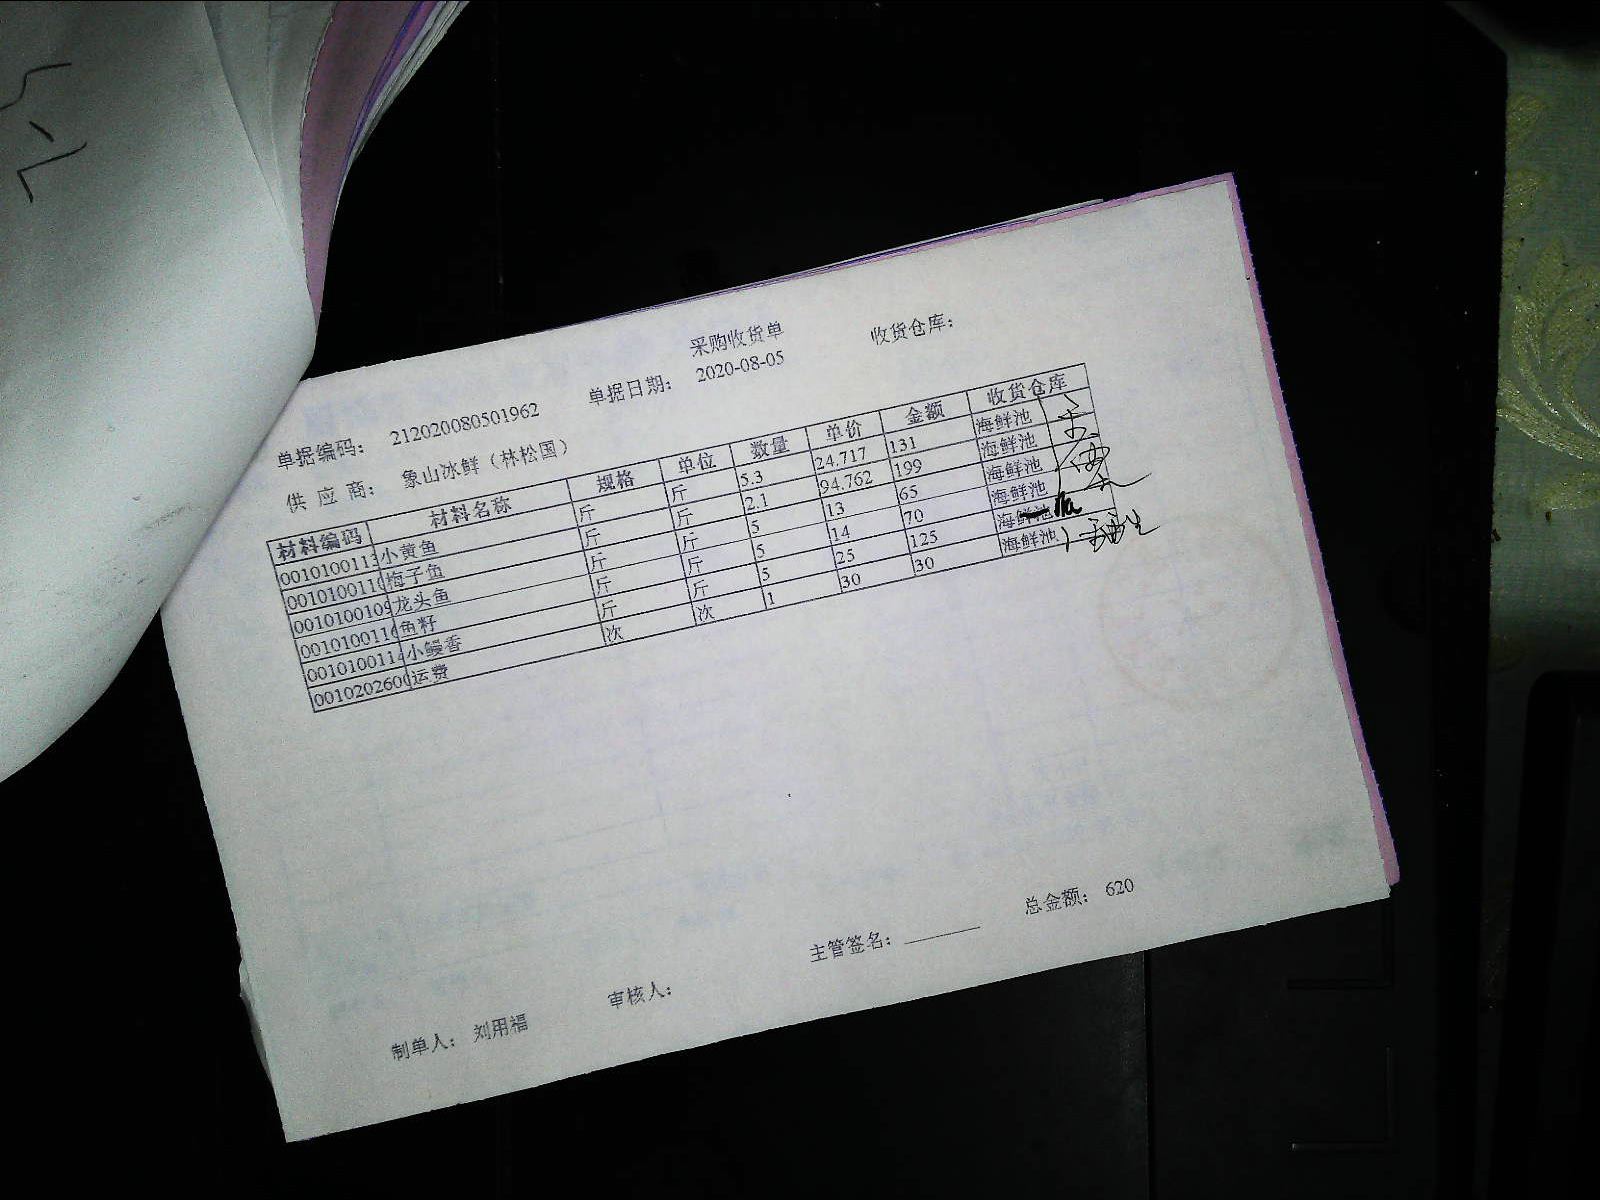 采购收货单
收货仓库:
单据编码: 212020080501962 单据日期: 2020-08-05
供 应 商: 象山冰鲜（林松国）
材料编码 材料名称 规格 单位 数量 单价 金额 收货仓库
001010011 小黄鱼 斤 斤 5.3 24.717 131 海鲜池
001010011 梅子鱼 斤 斤 2.1 94.762 199 海鲜池
001010010 龙头鱼 斤 斤 5 13 65 海鲜池
001010011 鱼籽 斤 斤 5 14 70 海鲜池
001010011 小鳗香 斤 斤 5 25 125 海鲜池
001020260 运费 次 次 1 30 30 海鲜池
总金额: 620
主管签名:
审核人:
制单人: 刘用福